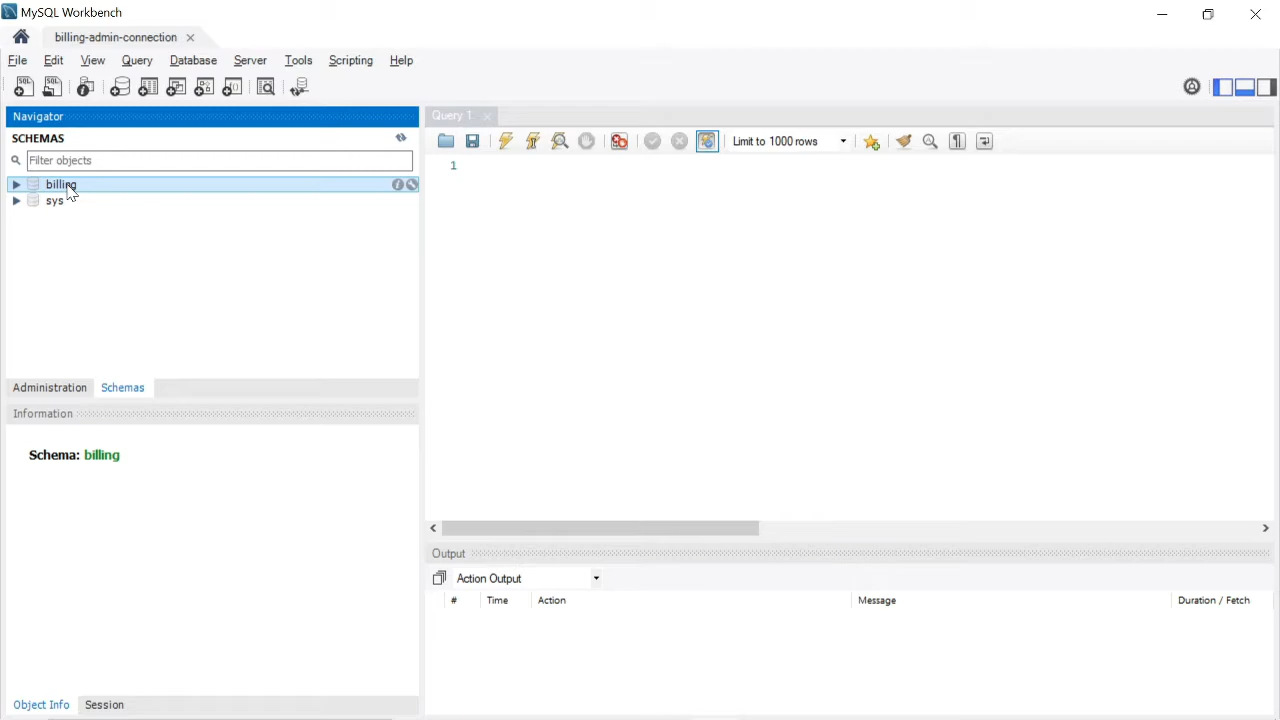 MySQL Workbench
billing-admin-connection
File Edit View Query Database Server Tools Scripting Help
Navigator
SCHEMAS
Filter objects
billing
sys
Administration Schemas
Information
Schema: billing
Object Info Session
Query 1
Limit to 1000 rows
1
Output
Action Output
# Time Action Message Duration / Fetch